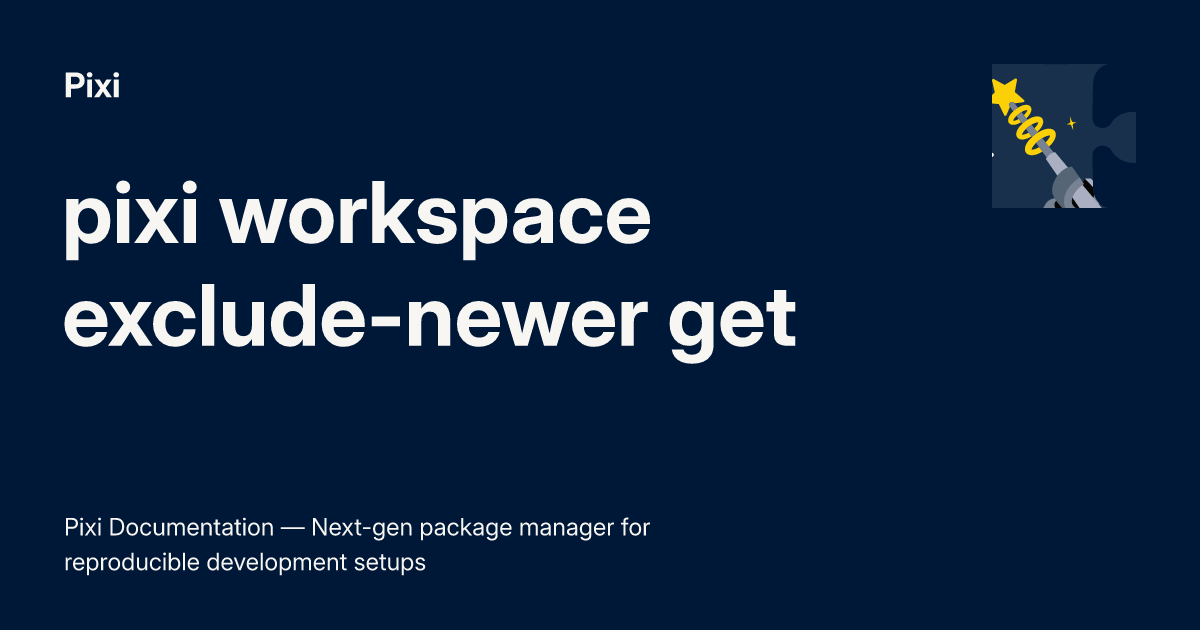 Pixi
pixi workspace
exclude-newer get
Pixi Documentation — Next-gen package manager for
reproducible development setups